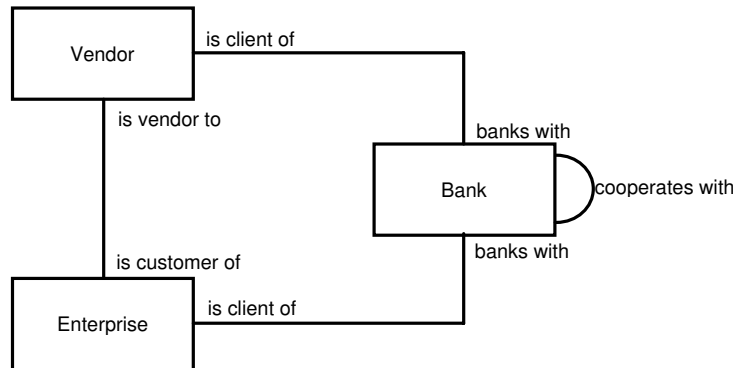 is client of
Vendor
is vendor to
banks with
Bank
cooperates with
banks with
is customer of
is client of
Enterprise